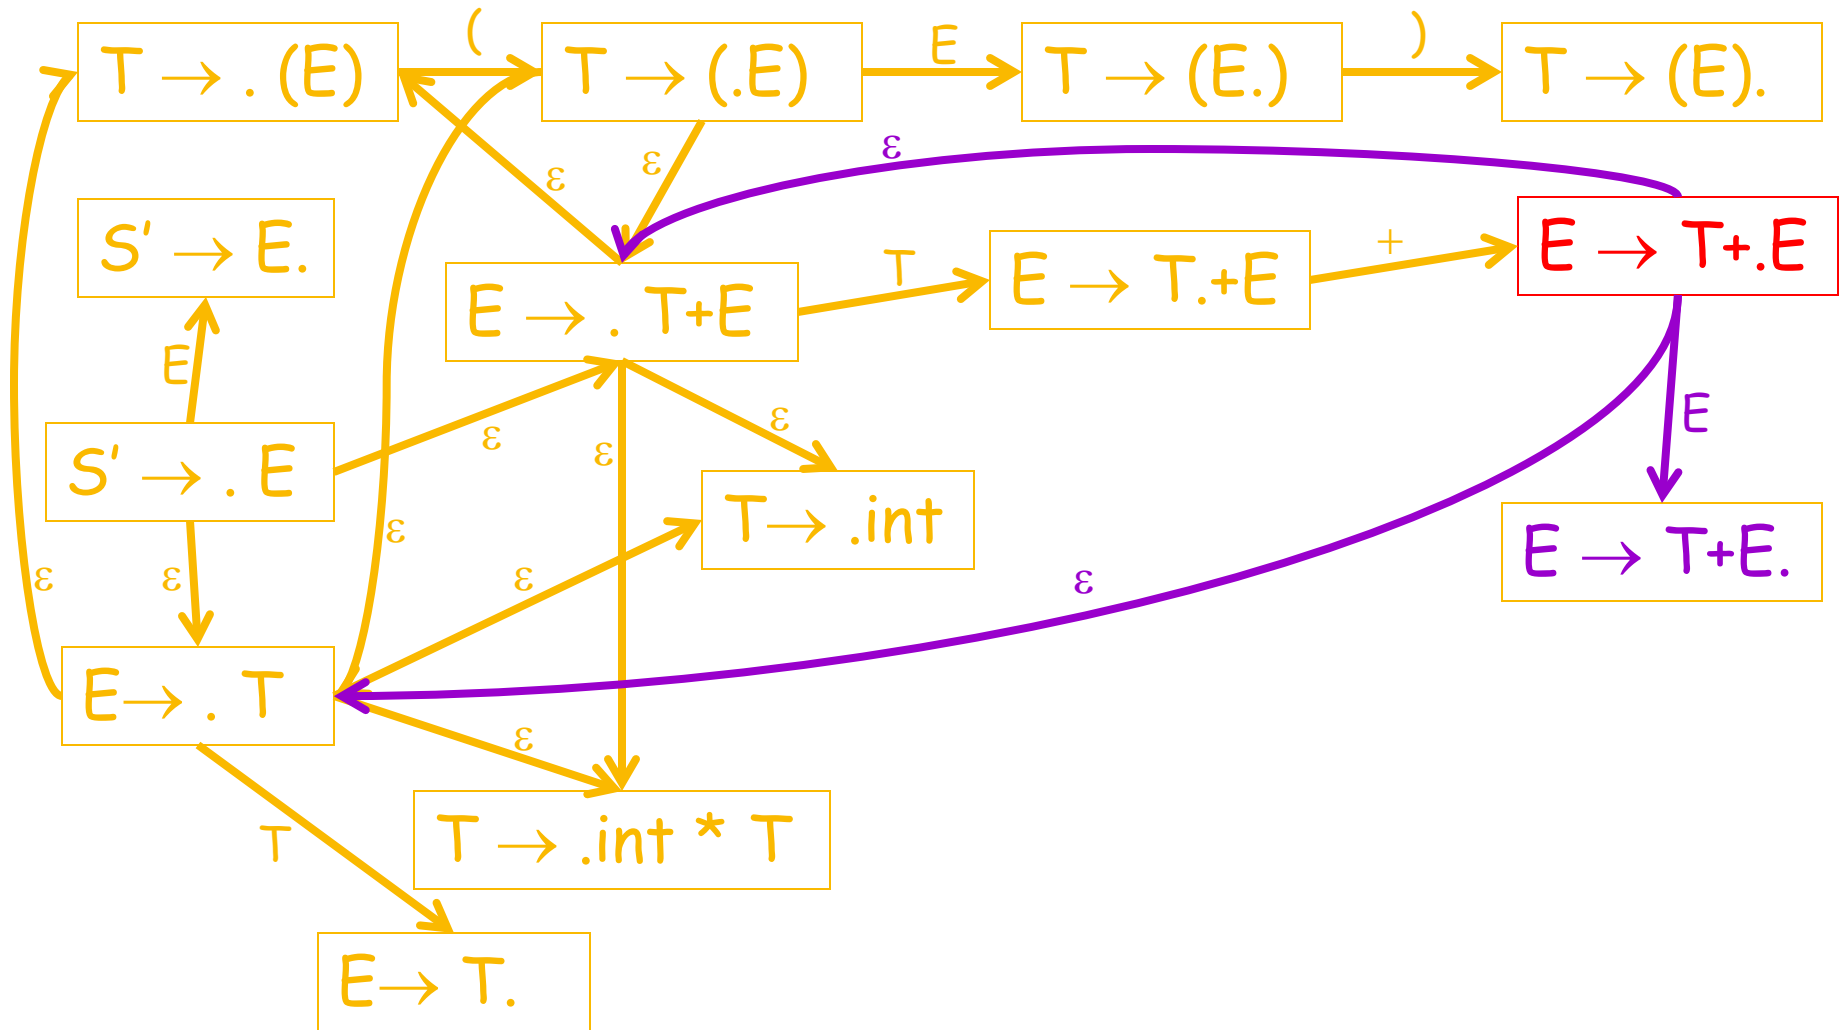 (
E
)
T → . (E)
T → (.E)
T → (E.)
T → (E).
ε
ε
ε
S' → E.
E → T+.E
T
+
E → . T+E
E → T.+E
E
ε
ε
ε
E
S' → . E
T→ .int
ε
ε
ε
ε
ε
E → T+E.
E→ . T
ε
T
T → .int * T
E→ T.